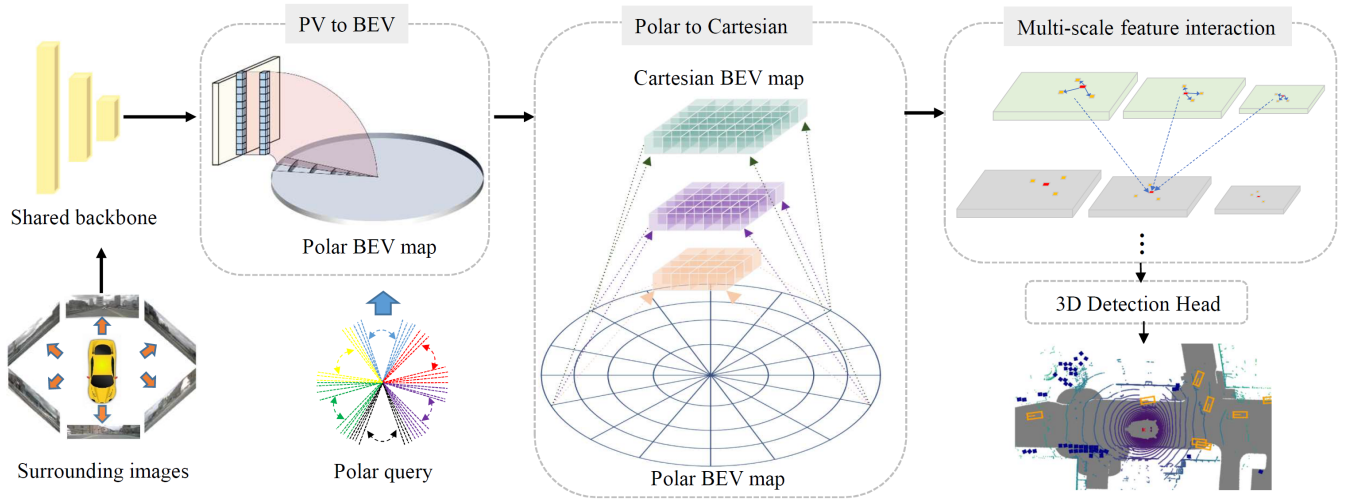 PV to BEV
Polar BEV map
Shared backbone
Surrounding images
Polar query
Polar to Cartesian
Cartesian BEV map
Polar BEV map
Multi-scale feature interaction
3D Detection Head